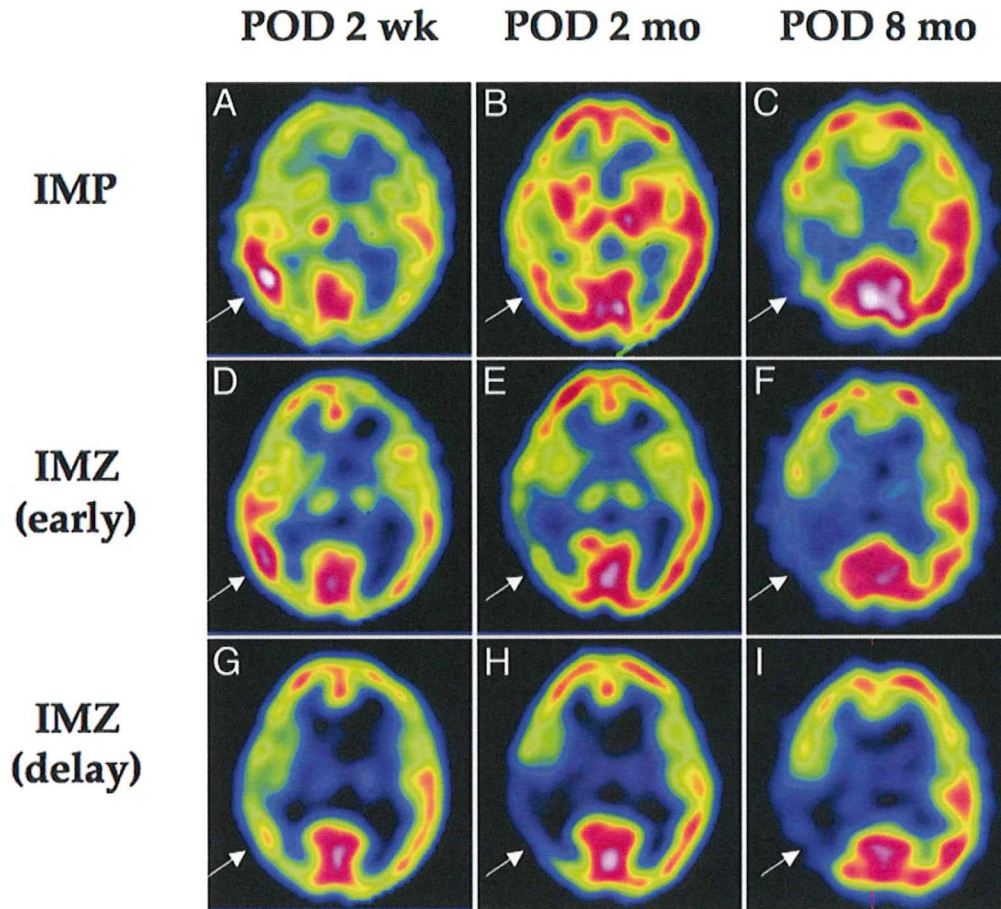 POD 2 wk POD 2 mo POD 8 mo
A B C
IMP
D E F
IMZ
(early)
G H I
IMZ
(delay)